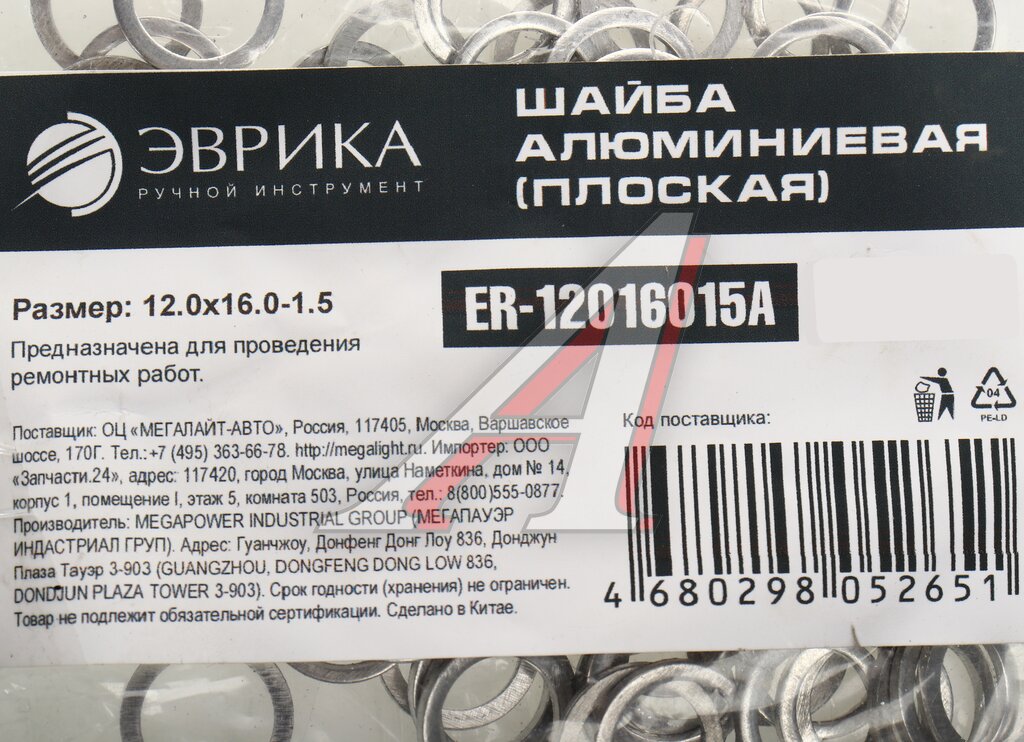 ЭВРИКА
РУЧНОЙ ИНСТРУМЕНТ
ШАЙБА
АЛЮМИНИЕВАЯ
(ПЛОСКАЯ)
Размер: 12.0х16.0-1.5
ER-12016015A
Предназначена для проведения
ремонтных работ.
Поставщик: ОЦ «МЕГАЛАЙТ-АВТО», Россия, 117405, Москва, Варшавское
шоссе, 170Г. Тел.:+7 (495) 363-66-78. http://megalight.ru. Импортер: ООО
«Запчасти.24», адрес: 117420, город Москва, улица Наметкина, дом № 14,
корпус 1, помещение I, этаж 5, комната 503, Россия, тел.: 8(800)555-0877.
Производитель: MEGAPOWER INDUSTRIAL GROUP (МЕГАПАУЭР
ИНДАСТРИАЛ ГРУП). Адрес: Гуанчжоу, Донфенг Донг Лоу 836, Донджун
Плаза Тауэр 3-903 (GUANGZHOU, DONGFENG DONG LOW 836,
DONDJUN PLAZA TOWER 3-903). Срок годности (хранения) не ограничен.
Товар не подлежит обязательной сертификации. Сделано в Китае.
04
PE-LD
Код поставщика:
4 680298 052651